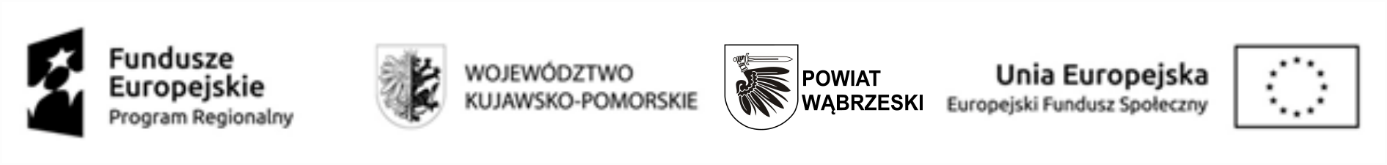 Fundusze
Europejskie
Program Regionalny
WOJEWÓDZTWO
KUJAWSKO-POMORSKIE
POWIAT
WĄBRZESKI
Unia Europejska
Europejski Fundusz Społeczny